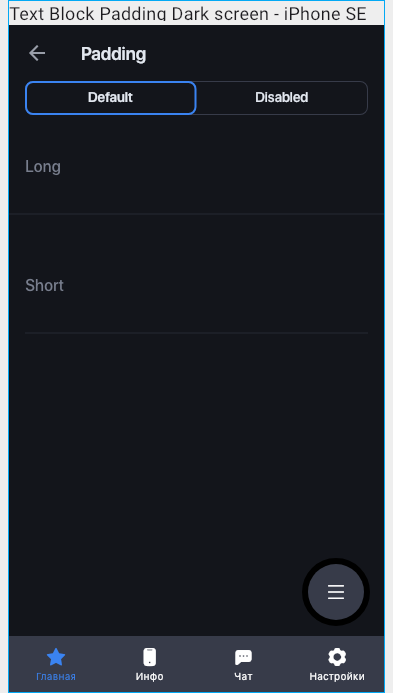 Text Block Padding Dark screen - iPhone SE
Padding
Default Disabled
Long
Short
Главная Инфо Чат Настройки